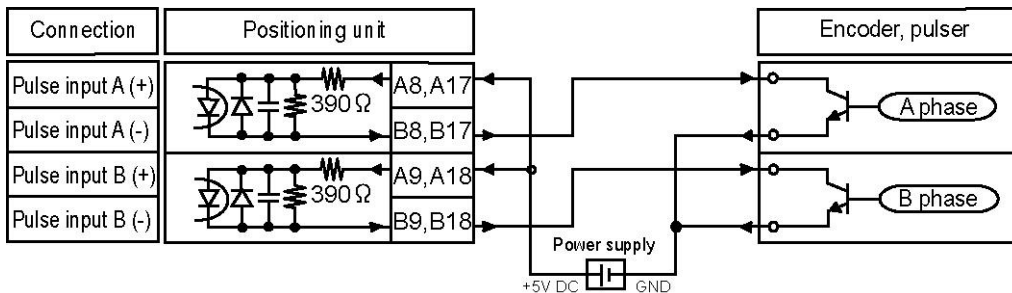 Connection
Positioning unit
Encoder, pulser
Pulse input A (+)
A8,A17
390 Ω
Pulse input A (-)
B8,B17
A phase
Pulse input B (+)
A9,A18
390 Ω
Pulse input B (-)
B9,B18
B phase
Power supply
+5V DC
GND